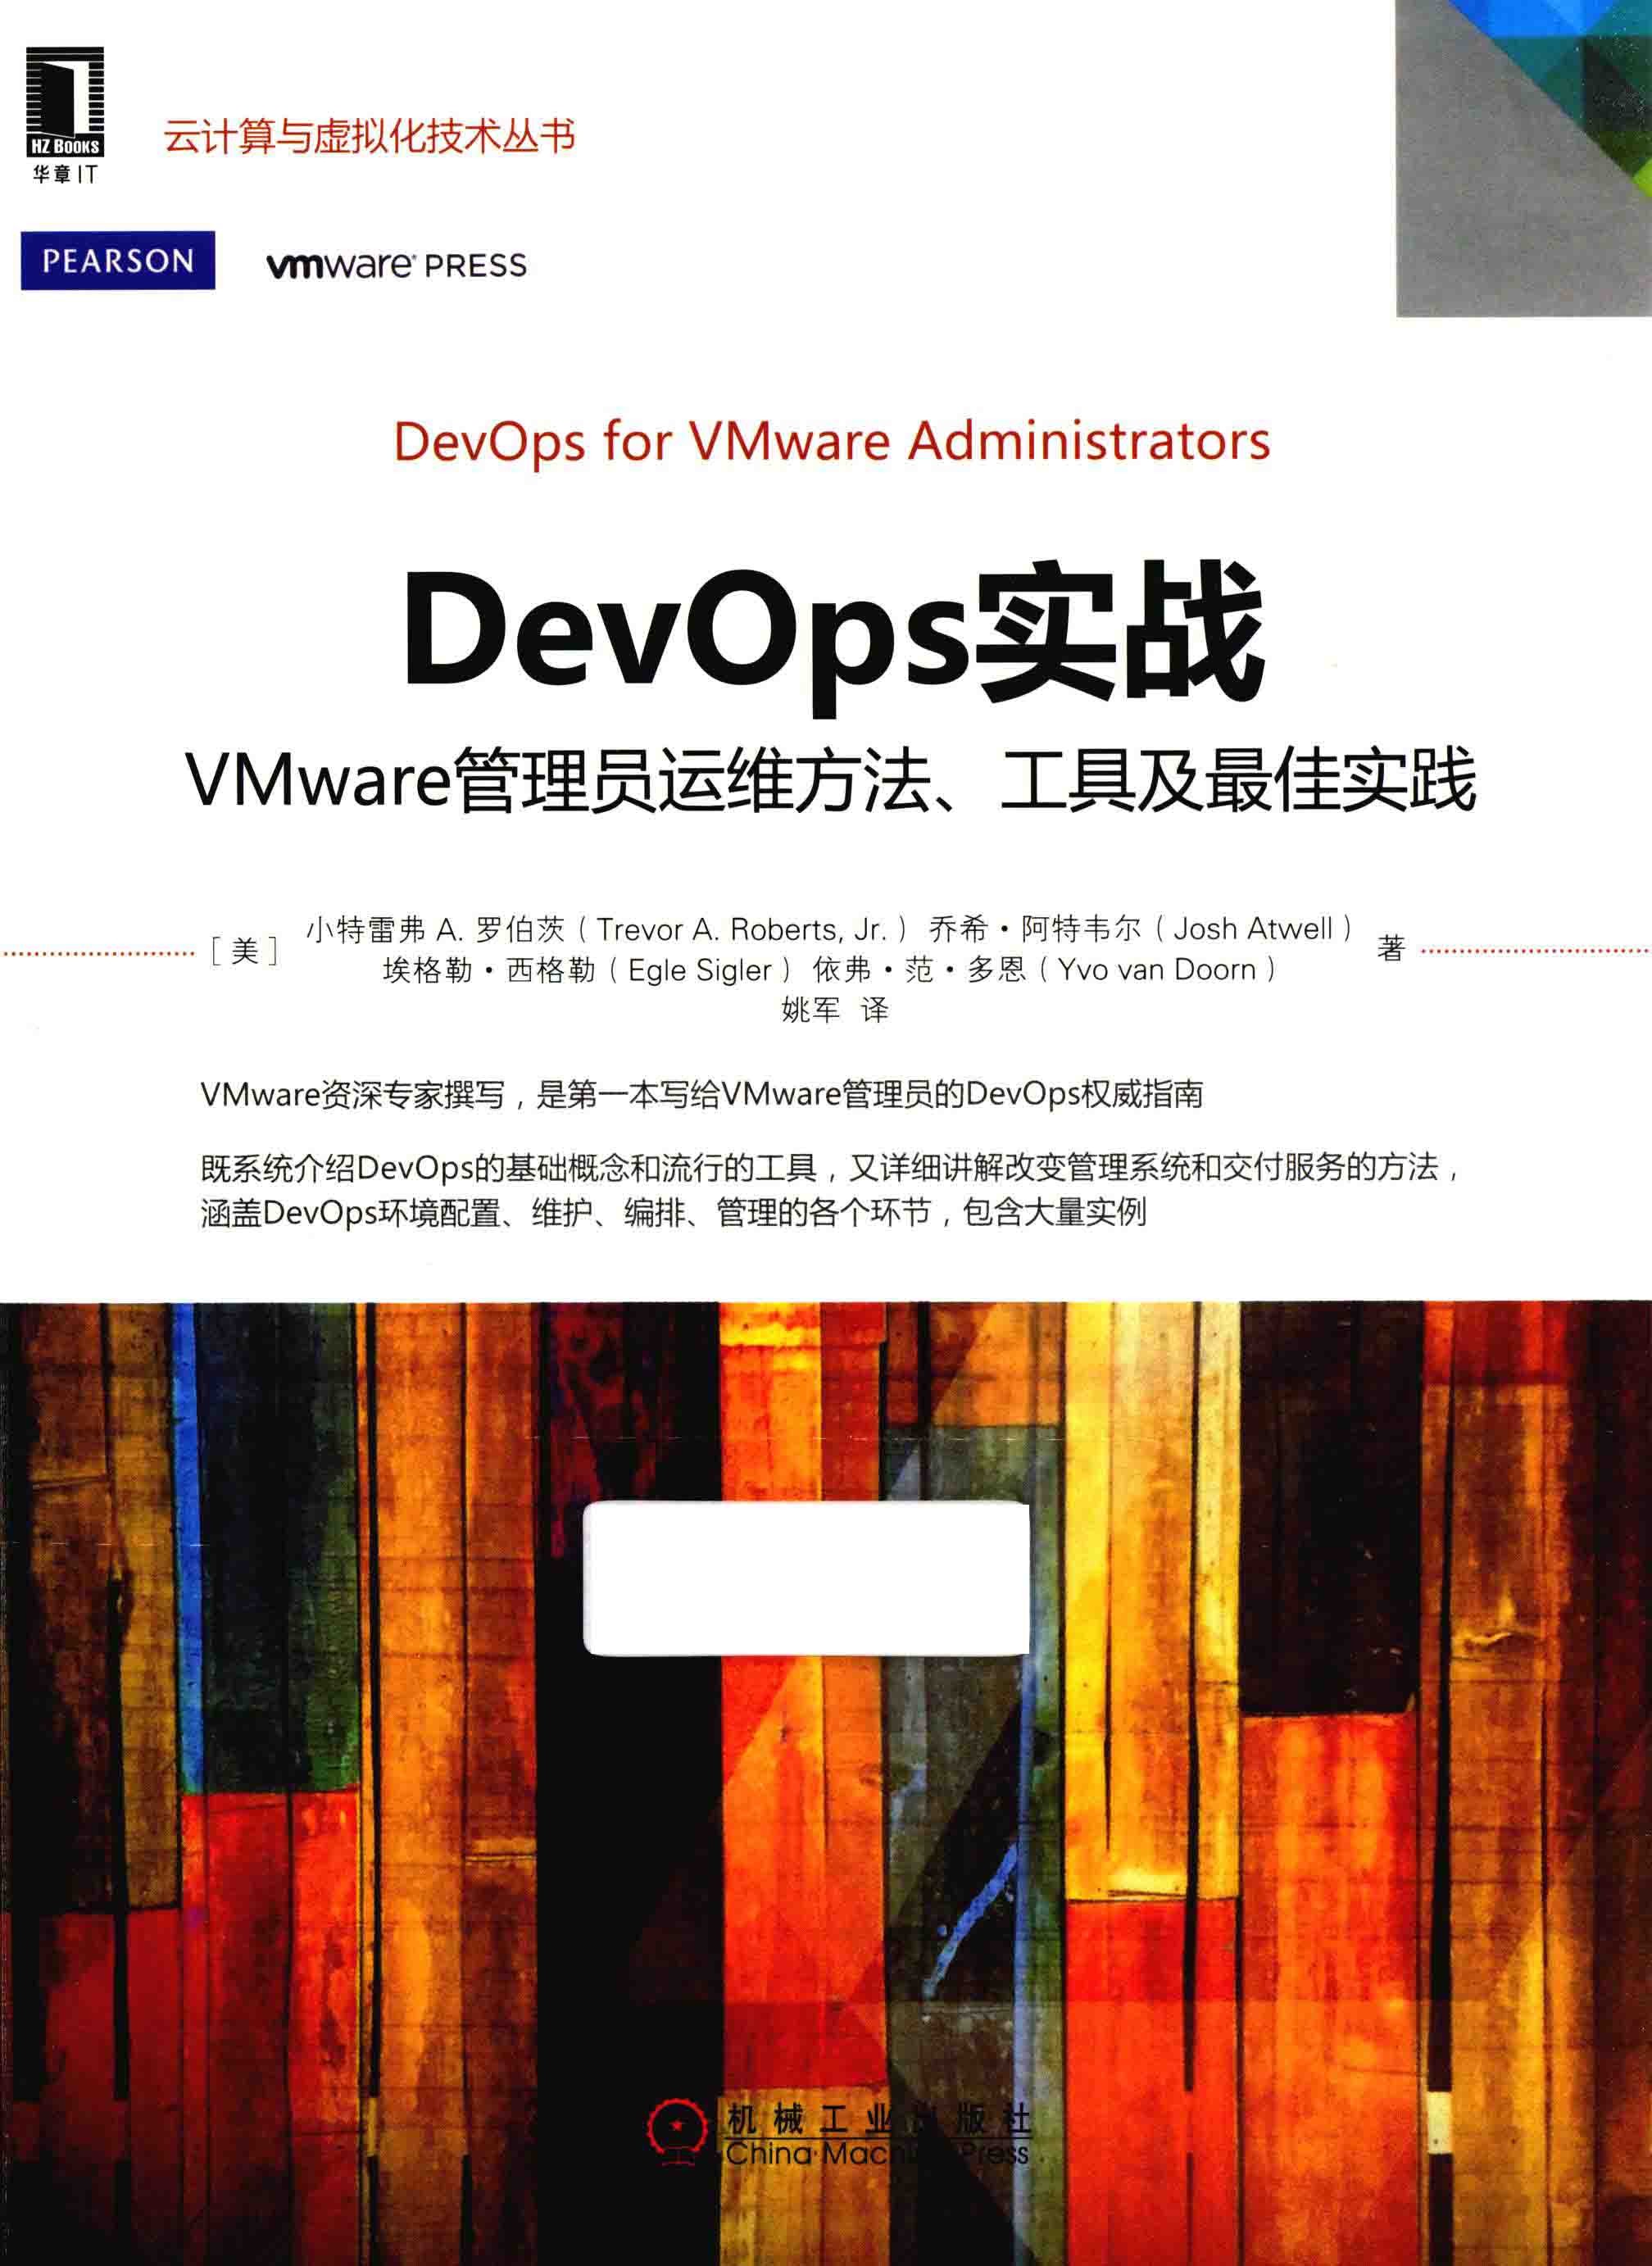 HZ BOOKS
华章IT
云计算与虚拟化技术丛书
PEARSON
vmware® PRESS
DevOps for VMware Administrators
DevOps实战
VMware管理员运维方法、工具及最佳实践
[美] 小特雷弗 A. 罗伯茨（Trevor A. Roberts, Jr.） 乔希·阿特韦尔（Josh Atwell）
埃格勒·西格勒（Egle Sigler） 依弗·范·多恩（Yvo van Doorn） 著
姚军 译
VMware资深专家撰写，是第一本写给VMware管理员的DevOps权威指南
既系统介绍DevOps的基础概念和流行的工具，又详细讲解改变管理系统和交付服务的方法，
涵盖DevOps环境配置、维护、编排、管理的各个环节，包含大量实例
机械工业出版社
China Machine Press